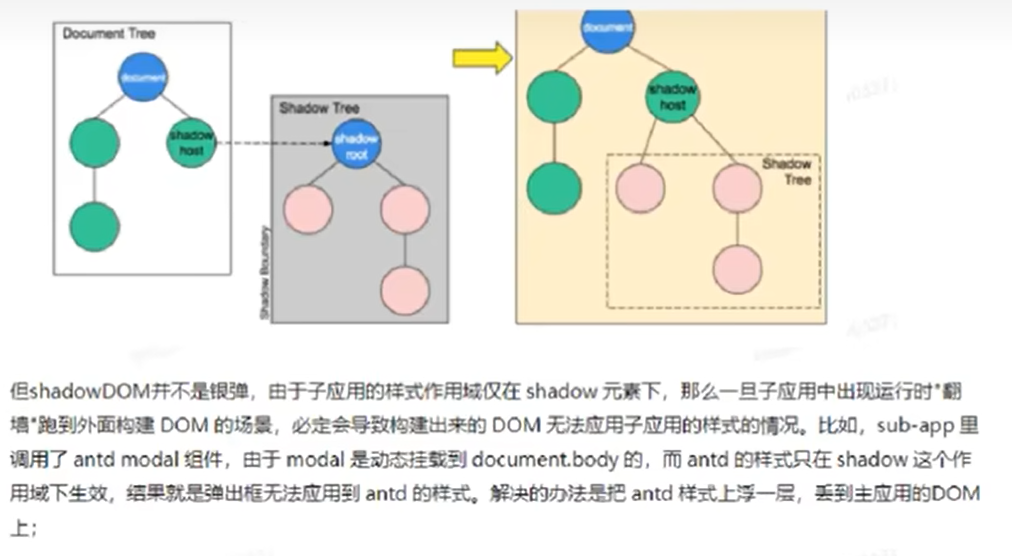 Document Tree
document
shadow
host
Shadow Tree
shadow
root
Shadow Boundary
document
shadow
host
Shadow
Tree
但shadowDOM并不是银弹，由于子应用的样式作用域仅在 shadow 元素下，那么一旦子应用中出现运行时"翻
墙"跑到外面构建 DOM 的场景，必定会导致构建出来的 DOM 无法应用子应用的样式的情况。比如，sub-app 里
调用了 antd modal 组件，由于 modal 是动态挂载到 document.body 的，而 antd 的样式只在 shadow 这个作
用域下生效，结果就是弹出框无法应用到 antd 的样式。解决的办法是把 antd 样式上浮一层，丢到主应用的DOM
上；